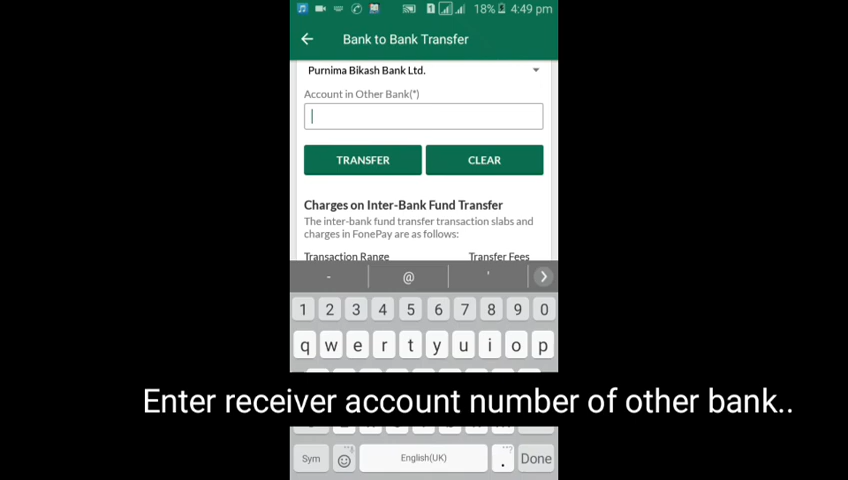 1 18% 4:49 pm
Bank to Bank Transfer
Purnima Bikash Bank Ltd.
Account in Other Bank(*)
TRANSFER CLEAR
Charges on Inter-Bank Fund Transfer
The inter-bank fund transfer transaction slabs and
charges in FonePay are as follows:
Transaction Range Transfer Fees
- @ '
1 2 3 4 5 6 7 8 9 0
q w e r t y u i o p
Enter receiver account number of other bank..
Sym English(UK) . Done